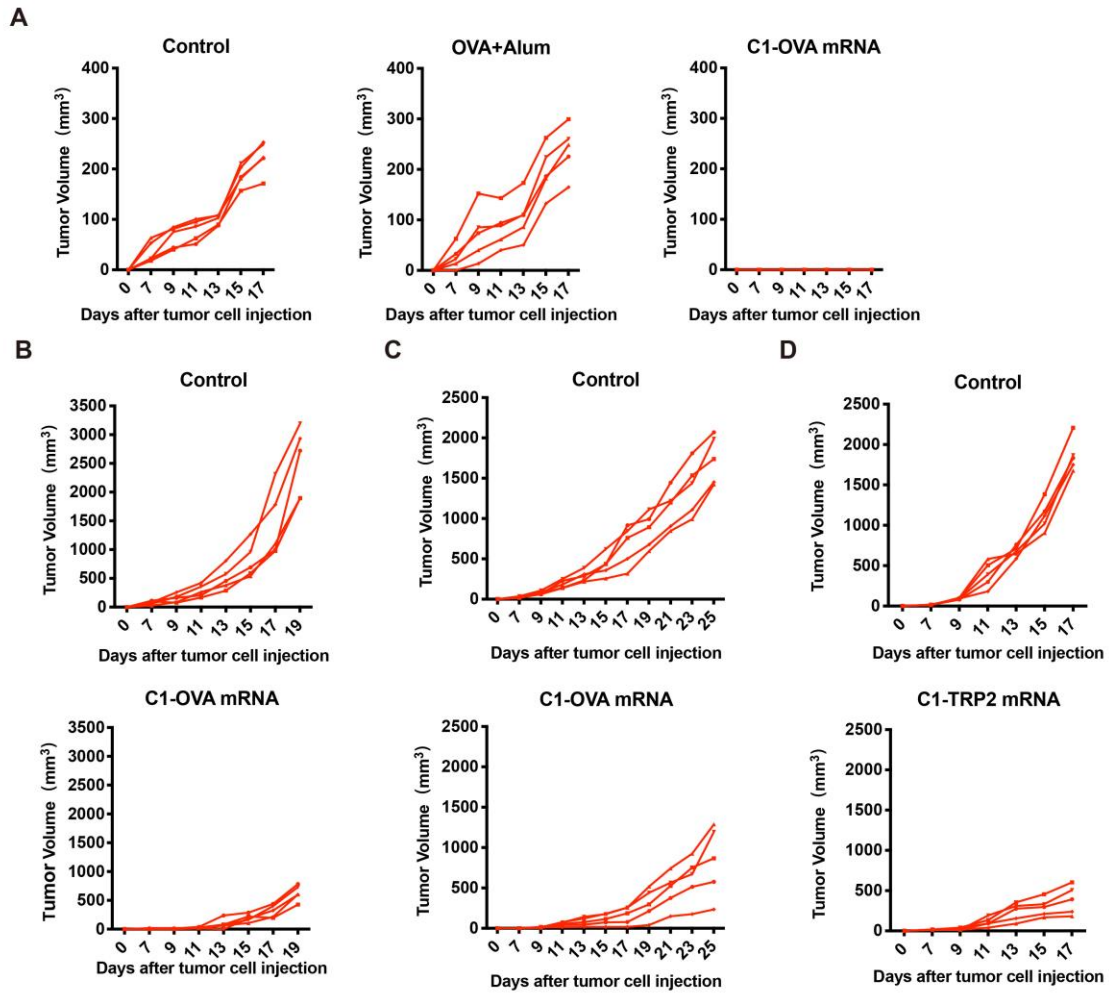 A
Control
OVA+Alum
C1-OVA mRNA
Tumor Volume (mm³)
400
300
200
100
0
0 7 9 11 13 15 17
Days after tumor cell injection
Tumor Volume (mm³)
400
300
200
100
0
0 7 9 11 13 15 17
Days after tumor cell injection
Tumor Volume (mm³)
400
300
200
100
0
0 7 9 11 13 15 17
Days after tumor cell injection
B
Control
Tumor Volume (mm³)
3500
3000
2500
2000
1500
1000
500
0
0 7 9 11 13 15 17 19
Days after tumor cell injection
C1-OVA mRNA
Tumor Volume (mm³)
3500
3000
2500
2000
1500
1000
500
0
0 7 9 11 13 15 17 19
Days after tumor cell injection
C
Control
Tumor Volume (mm³)
2500
2000
1500
1000
500
0
0 7 9 11 13 15 17 19 21 23 25
Days after tumor cell injection
C1-OVA mRNA
Tumor Volume (mm³)
2500
2000
1500
1000
500
0
0 7 9 11 13 15 17 19 21 23 25
Days after tumor cell injection
D
Control
Tumor Volume (mm³)
2500
2000
1500
1000
500
0
0 7 9 11 13 15 17
Days after tumor cell injection
C1-TRP2 mRNA
Tumor Volume (mm³)
2500
2000
1500
1000
500
0
0 7 9 11 13 15 17
Days after tumor cell injection